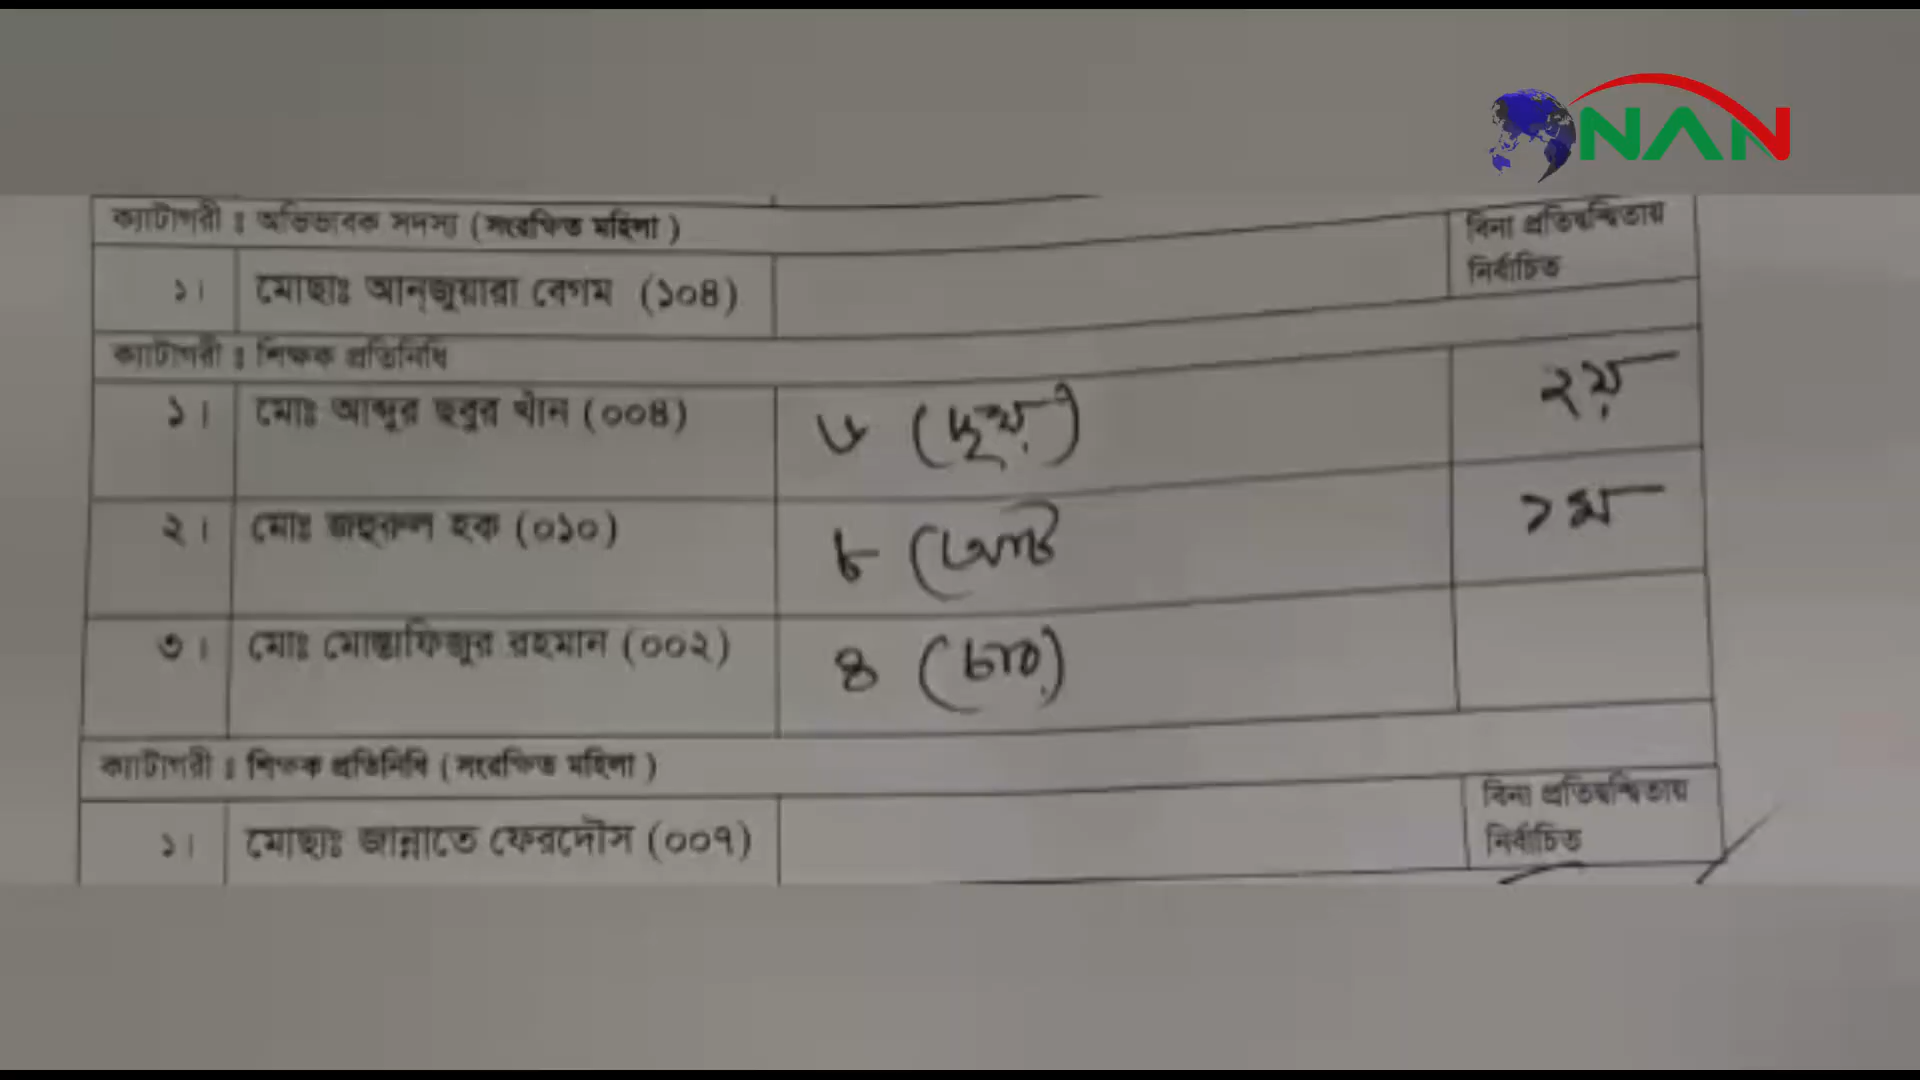 NAN
ক্যাটাগরী : অভিভাবক সদস্য (সংরক্ষিত মহিলা)
বিনা প্রতিদ্বন্দ্বিতায়
নির্বাচিত
১। মোছাঃ আন্জুয়ারা বেগম (১০৪)
ক্যাটাগরী : শিক্ষক প্রতিনিধি
১। মোঃ আব্দুর ছবুর খাঁন (০০৪) ৬ (ছয়) ২য়
২। মোঃ জহুরুল হক (০১০) ৮ (আট ১ম
৩। মোঃ মোস্তাফিজুর রহমান (০০২) ৪ (চার)
ক্যাটাগরী : শিক্ষক প্রতিনিধি (সংরক্ষিত মহিলা)
বিনা প্রতিদ্বন্দ্বিতায়
নির্বাচিত
১। মোছাঃ জান্নাতে ফেরদৌস (০০৭)